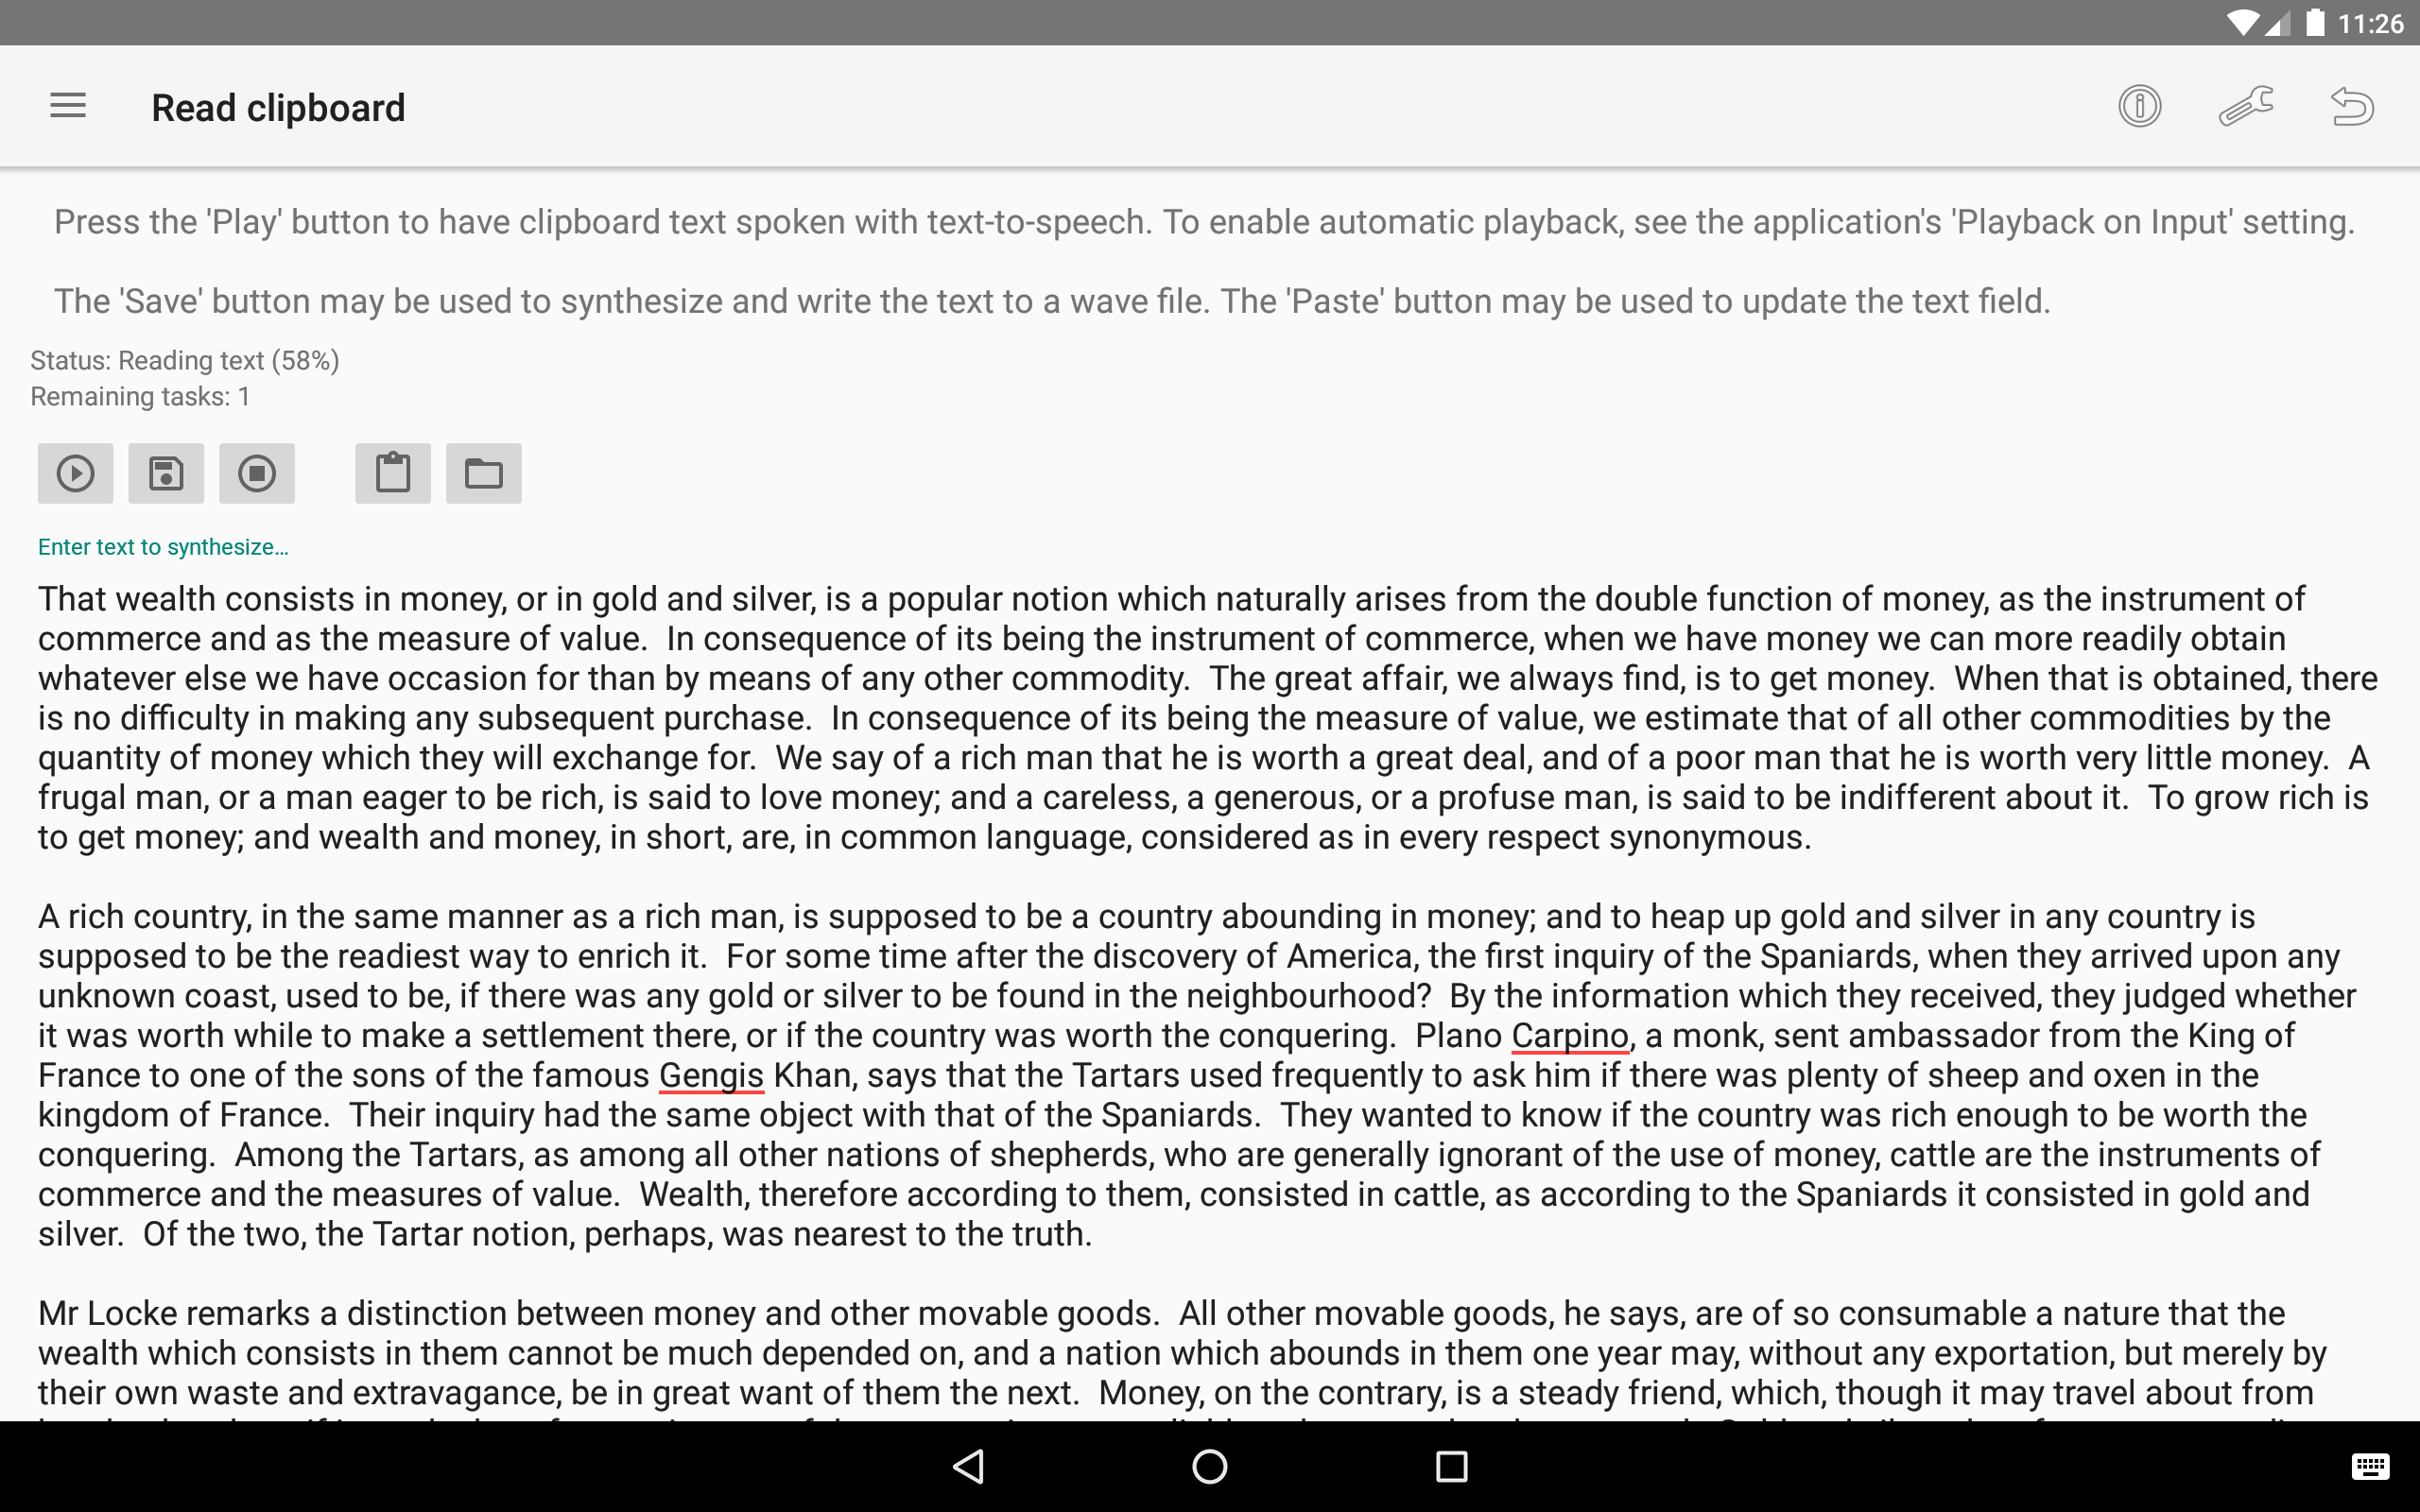 11:26
Read clipboard
Press the 'Play' button to have clipboard text spoken with text-to-speech. To enable automatic playback, see the application's 'Playback on Input' setting.
The 'Save' button may be used to synthesize and write the text to a wave file. The 'Paste' button may be used to update the text field.
Status: Reading text (58%)
Remaining tasks: 1
Enter text to synthesize...
That wealth consists in money, or in gold and silver, is a popular notion which naturally arises from the double function of money, as the instrument of
commerce and as the measure of value.  In consequence of its being the instrument of commerce, when we have money we can more readily obtain
whatever else we have occasion for than by means of any other commodity.  The great affair, we always find, is to get money.  When that is obtained, there
is no difficulty in making any subsequent purchase.  In consequence of its being the measure of value, we estimate that of all other commodities by the
quantity of money which they will exchange for.  We say of a rich man that he is worth a great deal, and of a poor man that he is worth very little money.  A
frugal man, or a man eager to be rich, is said to love money; and a careless, a generous, or a profuse man, is said to be indifferent about it.  To grow rich is
to get money; and wealth and money, in short, are, in common language, considered as in every respect synonymous.
A rich country, in the same manner as a rich man, is supposed to be a country abounding in money; and to heap up gold and silver in any country is
supposed to be the readiest way to enrich it.  For some time after the discovery of America, the first inquiry of the Spaniards, when they arrived upon any
unknown coast, used to be, if there was any gold or silver to be found in the neighbourhood?  By the information which they received, they judged whether
it was worth while to make a settlement there, or if the country was worth the conquering.  Plano Carpino, a monk, sent ambassador from the King of
France to one of the sons of the famous Gengis Khan, says that the Tartars used frequently to ask him if there was plenty of sheep and oxen in the
kingdom of France.  Their inquiry had the same object with that of the Spaniards.  They wanted to know if the country was rich enough to be worth the
conquering.  Among the Tartars, as among all other nations of shepherds, who are generally ignorant of the use of money, cattle are the instruments of
commerce and the measures of value.  Wealth, therefore according to them, consisted in cattle, as according to the Spaniards it consisted in gold and
silver.  Of the two, the Tartar notion, perhaps, was nearest to the truth.
Mr Locke remarks a distinction between money and other movable goods.  All other movable goods, he says, are of so consumable a nature that the
wealth which consists in them cannot be much depended on, and a nation which abounds in them one year may, without any exportation, but merely by
their own waste and extravagance, be in great want of them the next.  Money, on the contrary, is a steady friend, which, though it may travel about from